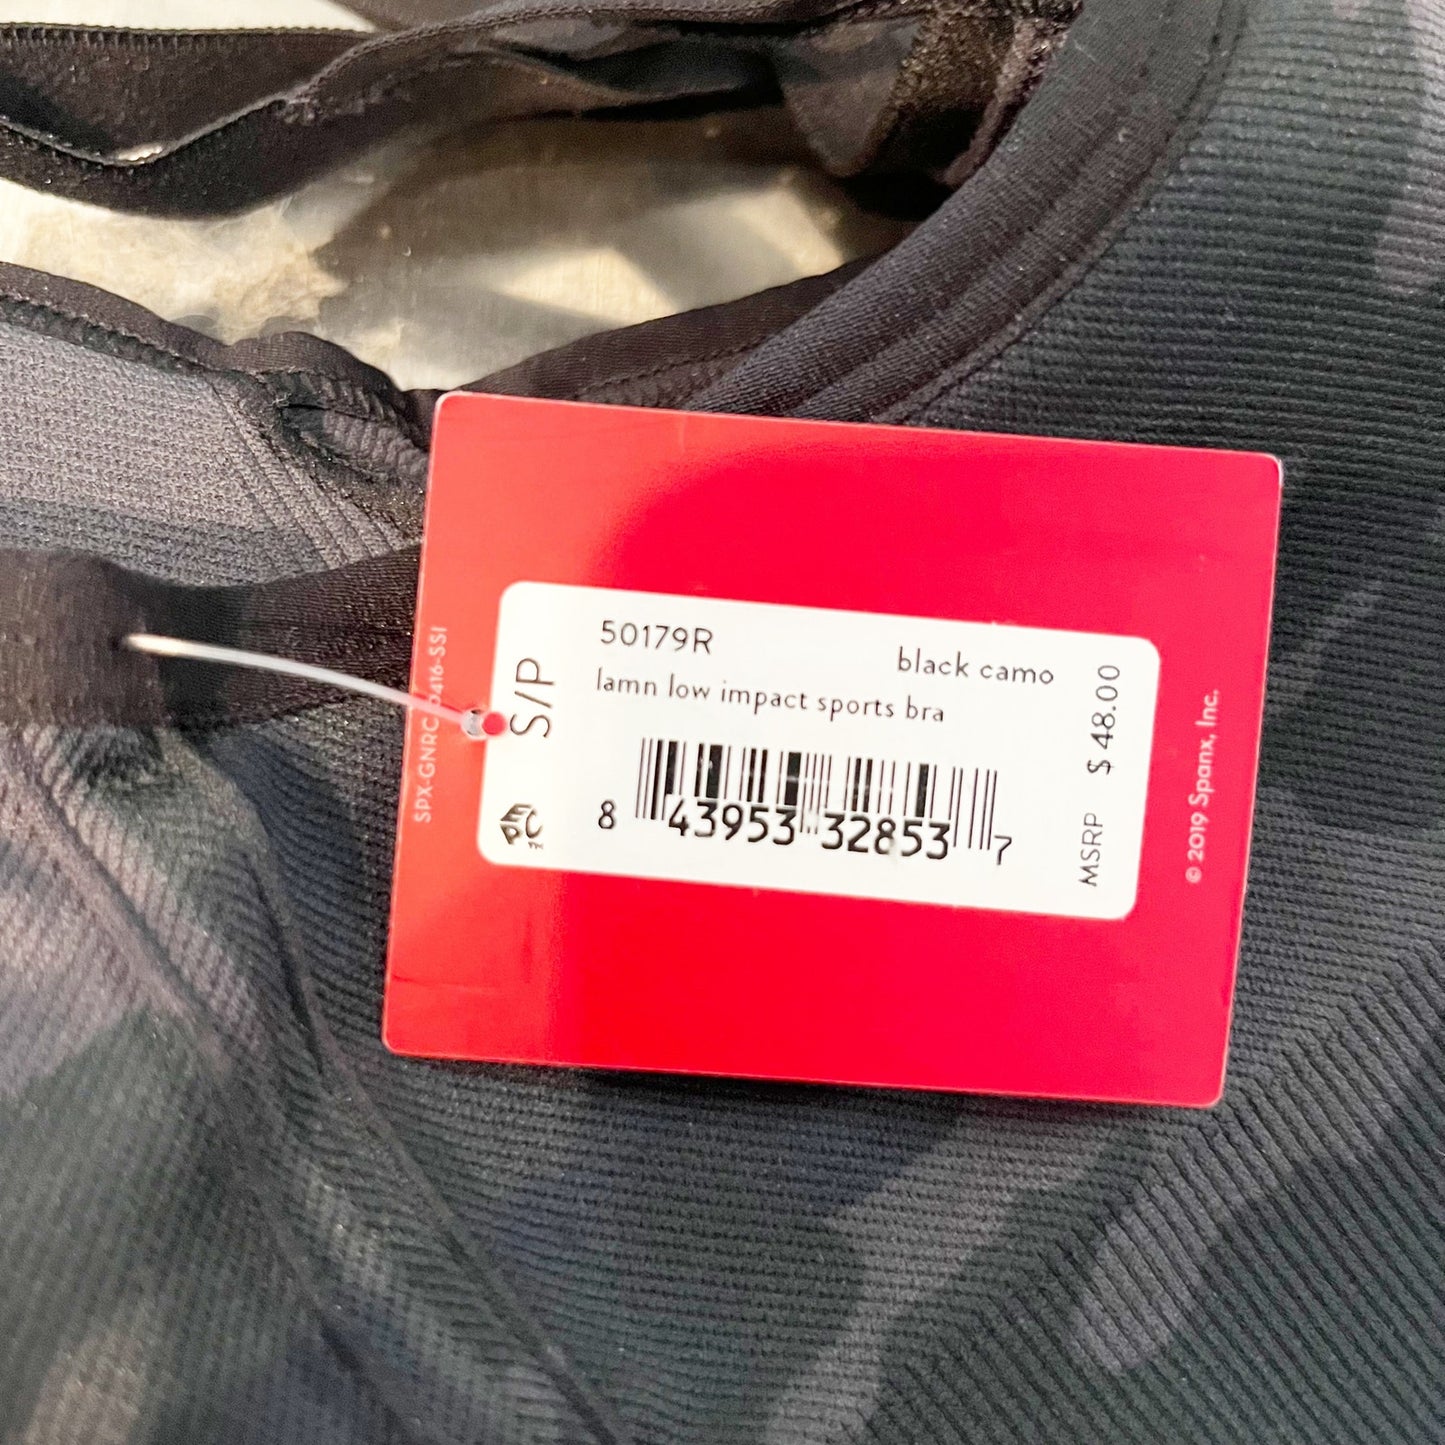 50179R
black camo
lamn low impact sports bra
S/P
8 43953 32853 7
MSRP $ 48.00
© 2019 Spanx, Inc.